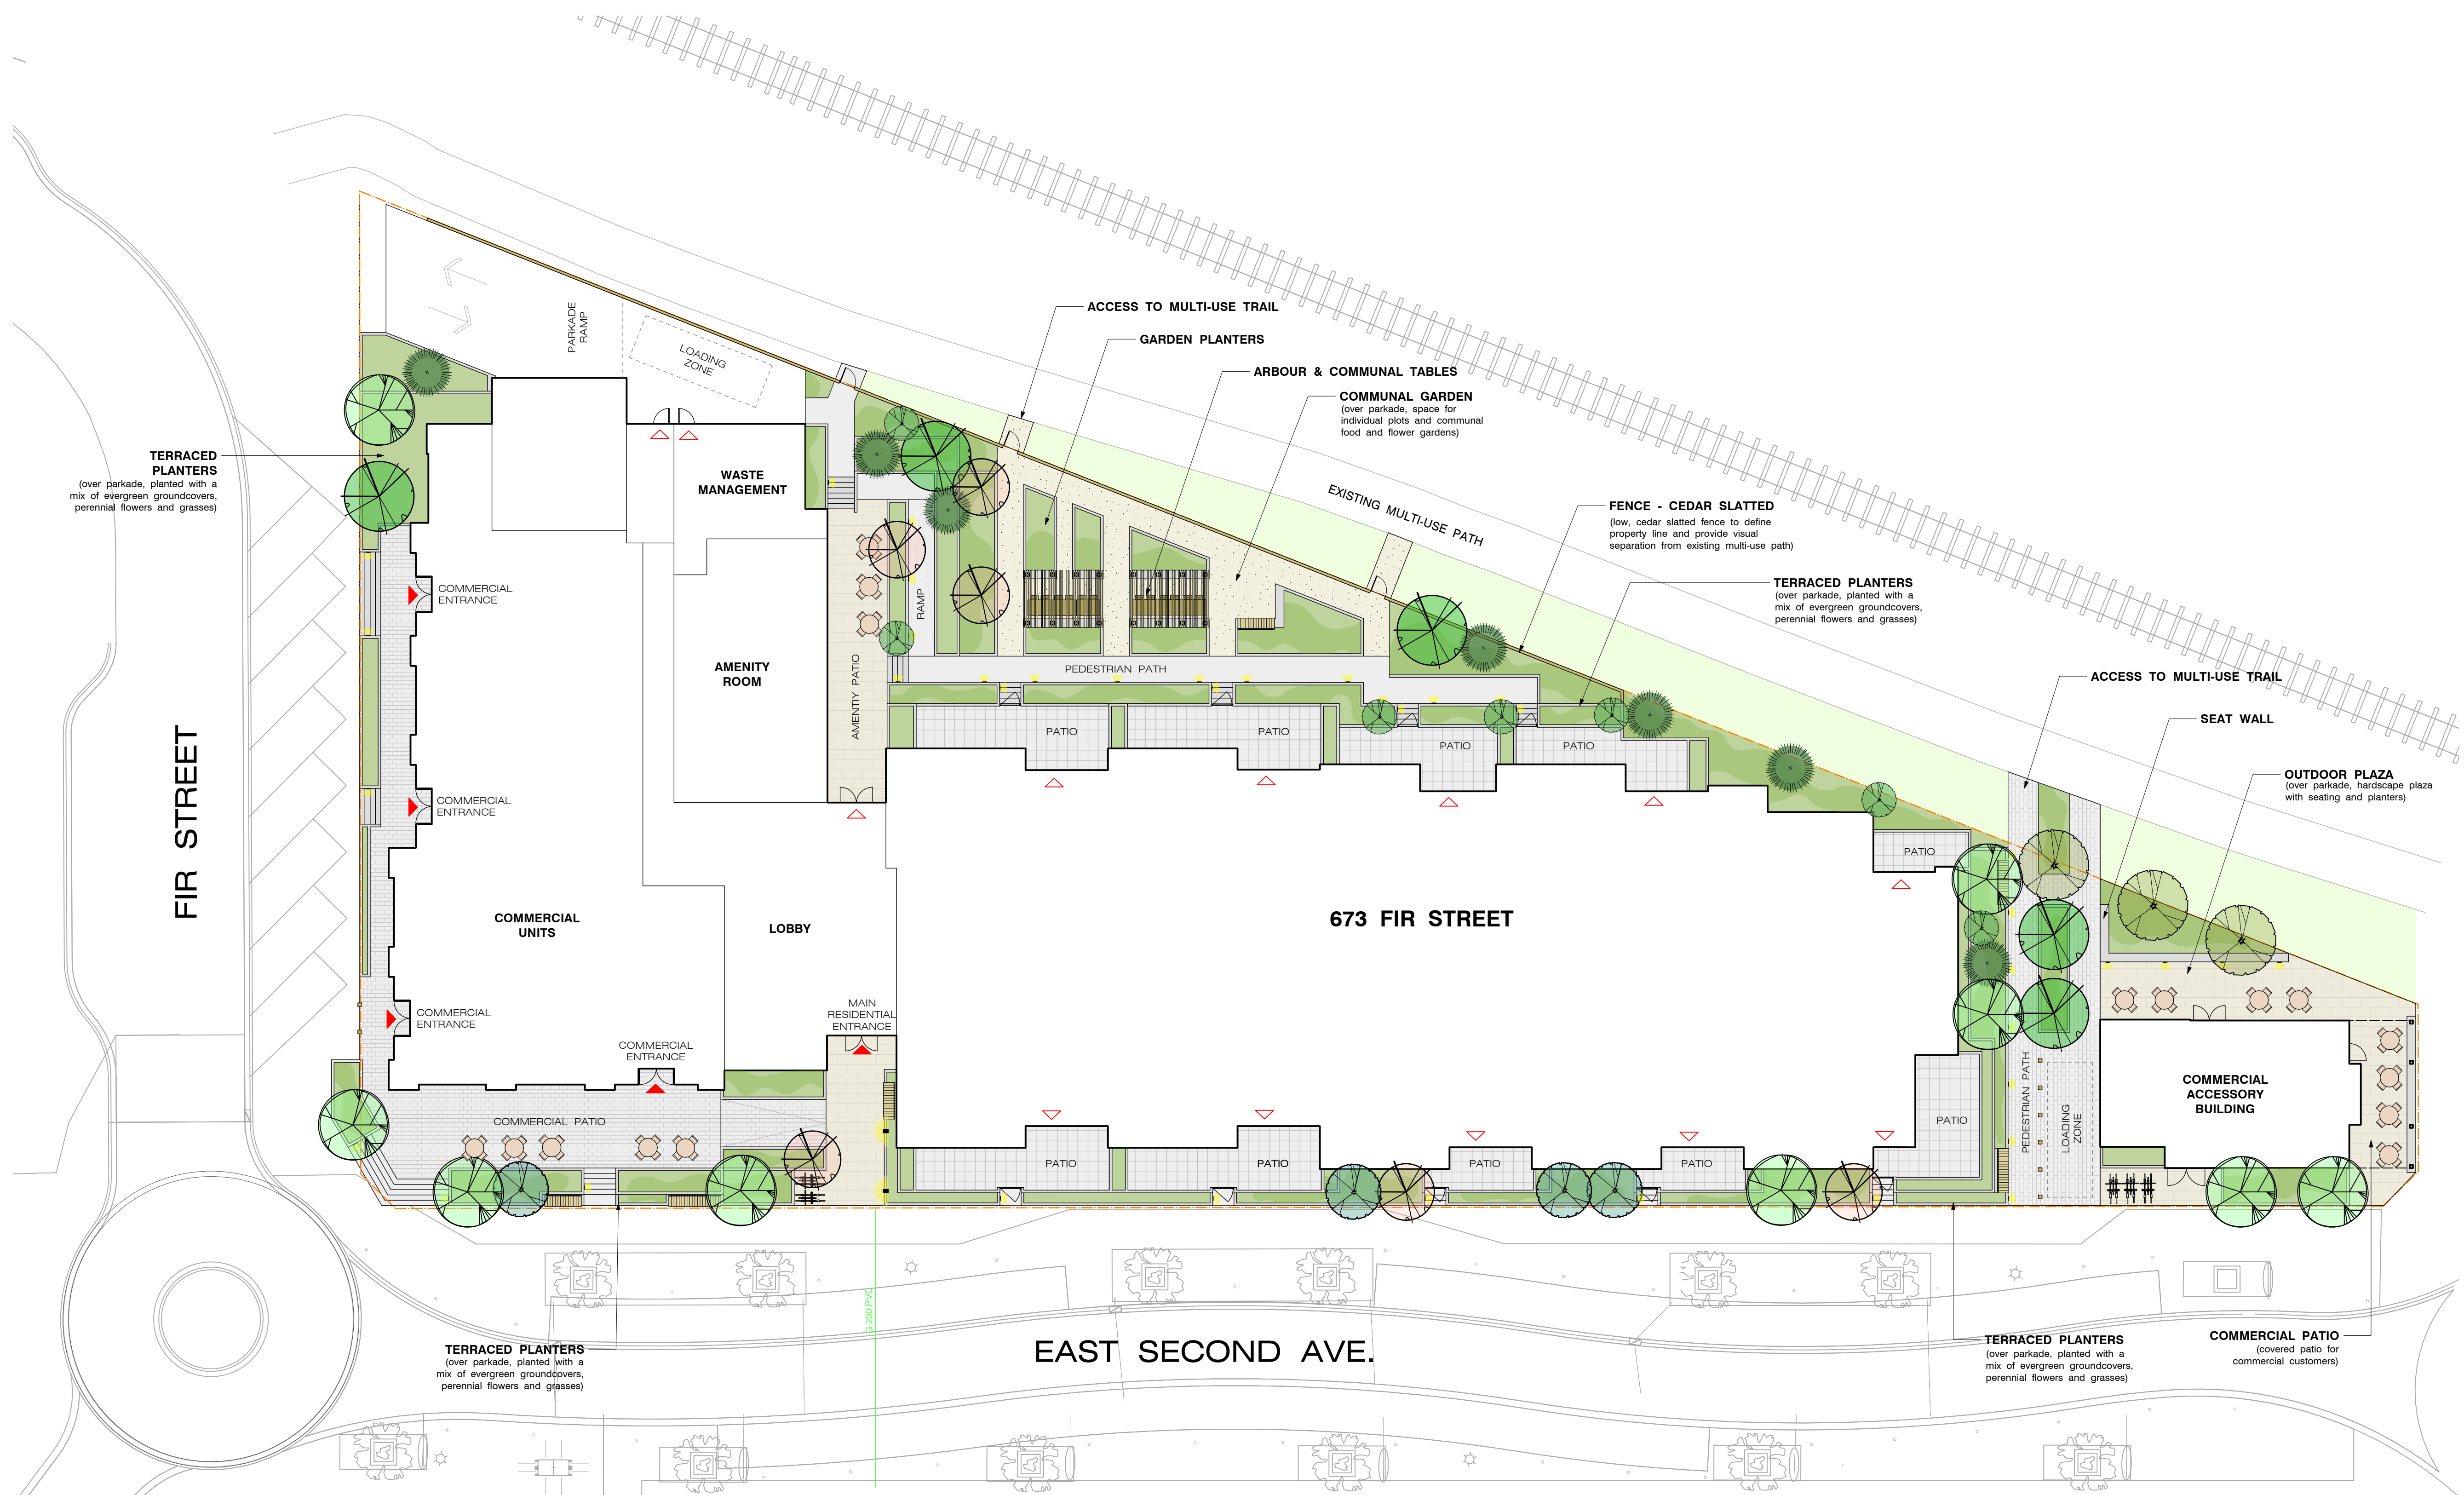 ACCESS TO MULTI-USE TRAIL
GARDEN PLANTERS
ARBOUR & COMMUNAL TABLES
COMMUNAL GARDEN
(over parkade, space for
individual plots and communal
food and flower gardens)
PARKADE
RAMP
LOADING
ZONE
TERRACED
PLANTERS
(over parkade, planted with a
mix of evergreen groundcovers,
perennial flowers and grasses)
WASTE
MANAGEMENT
EXISTING MULTI-USE PATH
FENCE - CEDAR SLATTED
(low, cedar slatted fence to define
property line and provide visual
separation from existing multi-use path)
TERRACED PLANTERS
(over parkade, planted with a
mix of evergreen groundcovers,
perennial flowers and grasses)
COMMERCIAL
ENTRANCE
RAMP
AMENITY
ROOM
AMENTIY PATIO
PEDESTRIAN PATH
ACCESS TO MULTI-USE TRAIL
SEAT WALL
PATIO
PATIO
PATIO
PATIO
OUTDOOR PLAZA
(over parkade, hardscape plaza
with seating and planters)
FIR STREET
COMMERCIAL
ENTRANCE
PATIO
COMMERCIAL
UNITS
LOBBY
673 FIR STREET
COMMERCIAL
ENTRANCE
MAIN
RESIDENTIAL
ENTRANCE
COMMERCIAL
ENTRANCE
COMMERCIAL PATIO
PATIO
PATIO
PATIO
PATIO
PATIO
PEDESTRIAN PATH
LOADING
ZONE
COMMERCIAL
ACCESSORY
BUILDING
G 200 PVC
EAST SECOND AVE.
TERRACED PLANTERS
(over parkade, planted with a
mix of evergreen groundcovers,
perennial flowers and grasses)
TERRACED PLANTERS
(over parkade, planted with a
mix of evergreen groundcovers,
perennial flowers and grasses)
COMMERCIAL PATIO
(covered patio for
commercial customers)